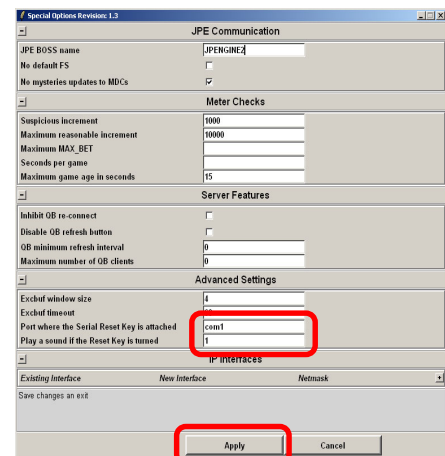 Special Options Revision: 1.3
JPE Communication
JPE BOSS name JPENGINE2
No default FS
No mysteries updates to MDCs
Meter Checks
Suspicious increment 1000
Maximum reasonable increment 10000
Maximum MAX_BET
Seconds per game
Maximum game age in seconds 15
Server Features
Inhibit QB re-connect
Disable QB refresh button
QB minimum refresh interval 0
Maximum number of QB clients 0
Advanced Settings
Excbuf window size 4
Excbuf timeout
Port where the Serial Reset Key is attached com1
Play a sound if the Reset Key is turned 1
IP Interfaces
Existing Interface New Interface Netmask
Save changes an exit
Apply Cancel